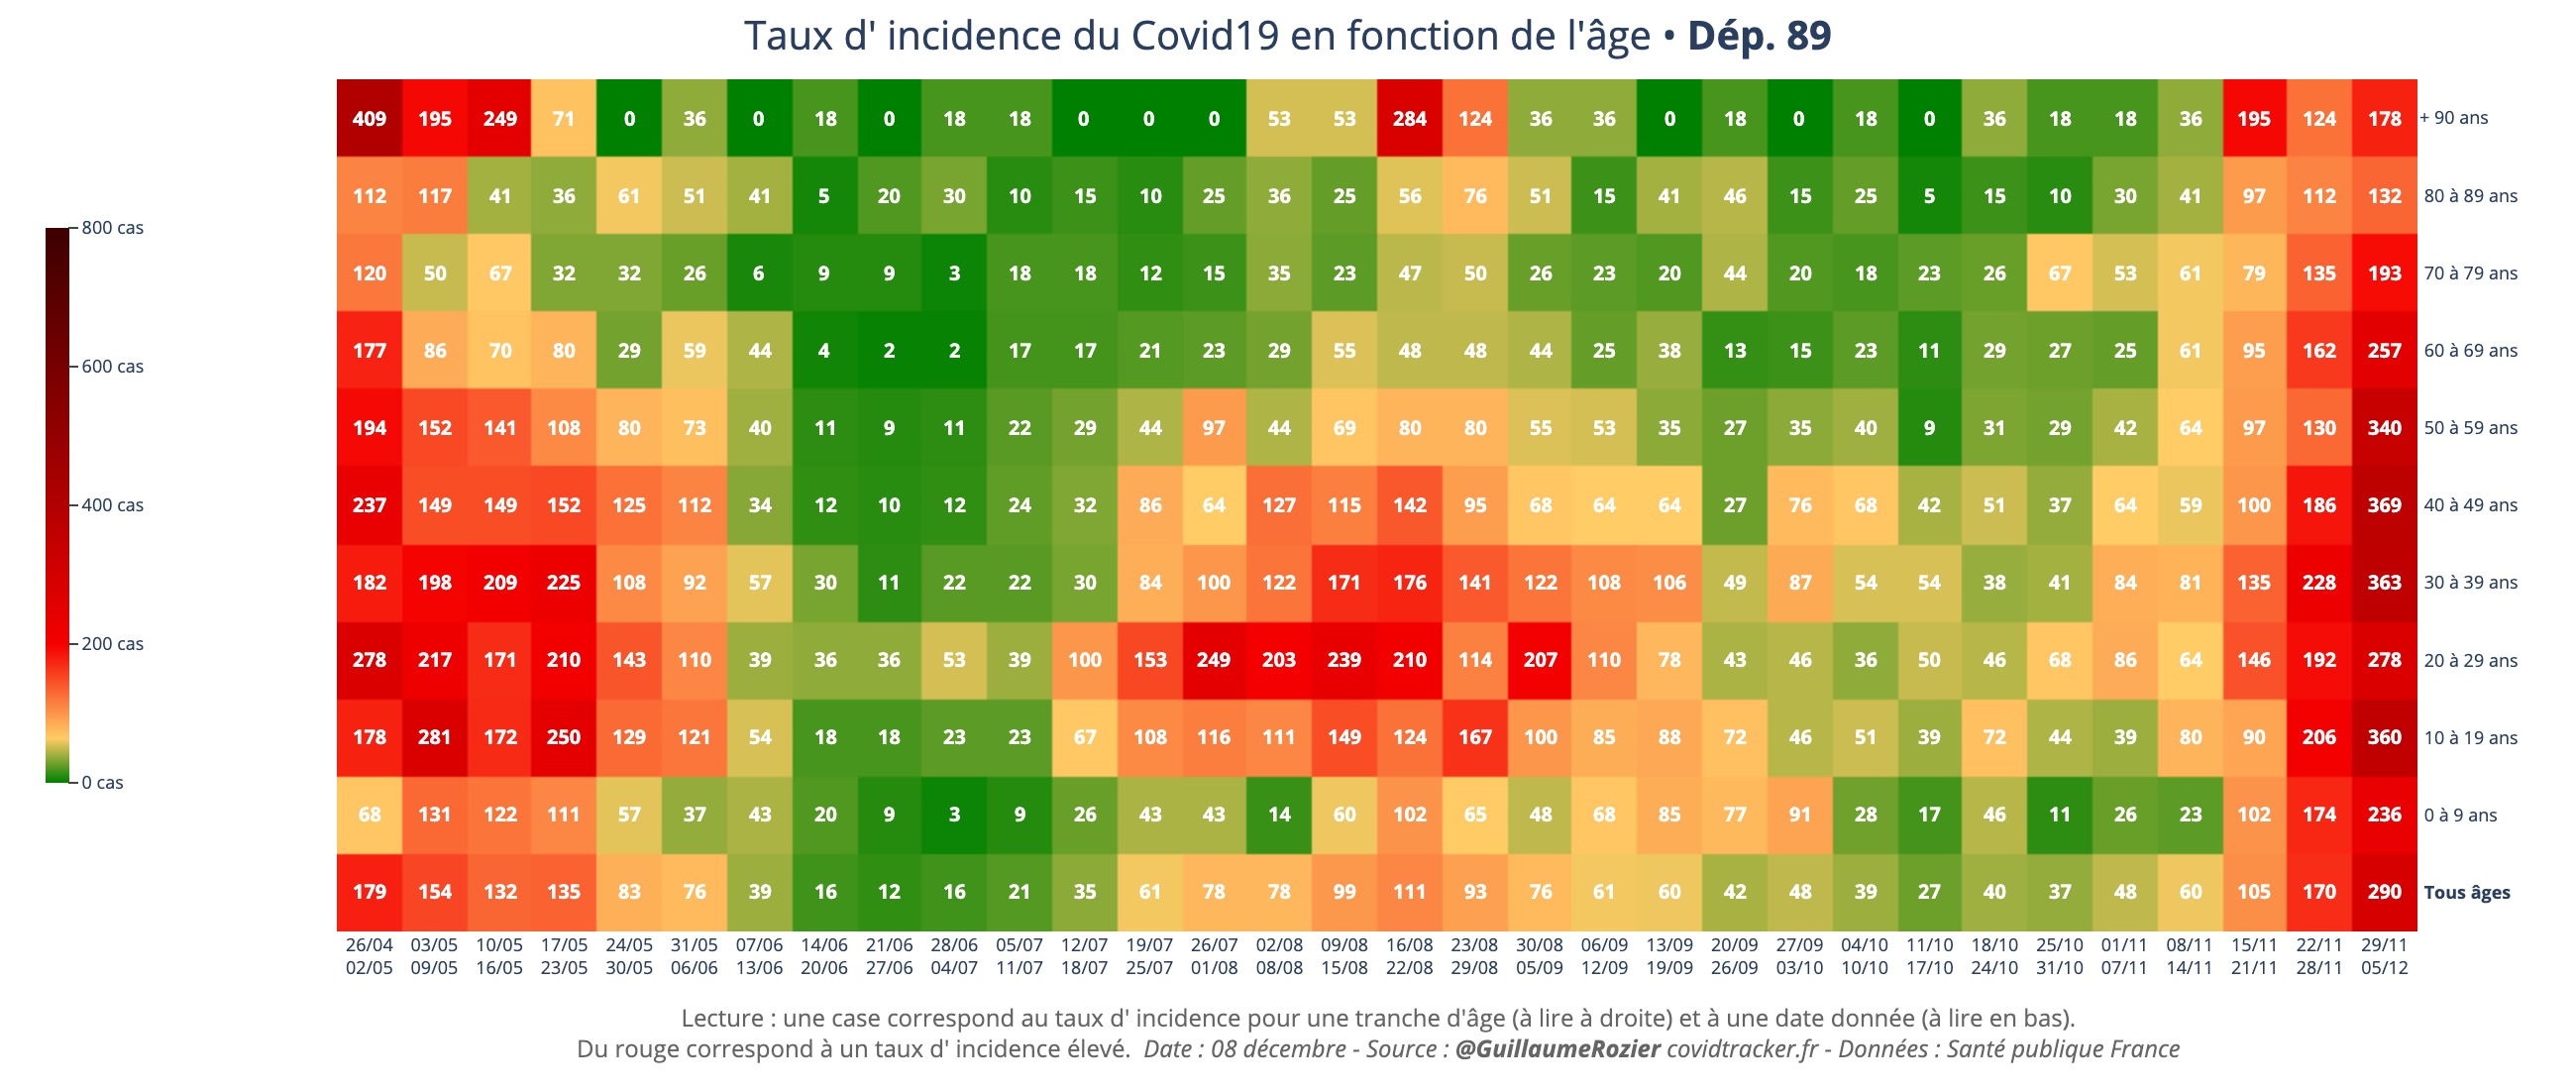 Taux d' incidence du Covid19 en fonction de l'âge • Dép. 89
409 195 249 71 0 36 0 18 0 18 18 0 0 0 53 53 284 124 36 36 0 18 0 18 0 36 18 18 36 195 124 178 + 90 ans
112 117 41 36 61 51 41 5 20 30 10 15 10 25 36 25 56 76 51 15 41 46 15 25 5 15 10 30 41 97 112 132 80 à 89 ans
800 cas
120 50 67 32 32 26 6 9 9 3 18 18 12 15 35 23 47 50 26 23 20 44 20 18 23 26 67 53 61 79 135 193 70 à 79 ans
177 86 70 80 29 59 44 4 2 2 17 17 21 23 29 55 48 48 44 25 38 13 15 23 11 29 27 25 61 95 162 257 60 à 69 ans
600 cas
194 152 141 108 80 73 40 11 9 11 22 29 44 97 44 69 80 80 55 53 35 27 35 40 9 31 29 42 64 97 130 340 50 à 59 ans
400 cas
237 149 149 152 125 112 34 12 10 12 24 32 86 64 127 115 142 95 68 64 64 27 76 68 42 51 37 64 59 100 186 369 40 à 49 ans
182 198 209 225 108 92 57 30 11 22 22 30 84 100 122 171 176 141 122 108 106 49 87 54 54 38 41 84 81 135 228 363 30 à 39 ans
200 cas
278 217 171 210 143 110 39 36 36 53 39 100 153 249 203 239 210 114 207 110 78 43 46 36 50 46 68 86 64 146 192 278 20 à 29 ans
178 281 172 250 129 121 54 18 18 23 23 67 108 116 111 149 124 167 100 85 88 72 46 51 39 72 44 39 80 90 206 360 10 à 19 ans
0 cas
68 131 122 111 57 37 43 20 9 3 9 26 43 43 14 60 102 65 48 68 85 77 91 28 17 46 11 26 23 102 174 236 0 à 9 ans
179 154 132 135 83 76 39 16 12 16 21 35 61 78 78 99 111 93 76 61 60 42 48 39 27 40 37 48 60 105 170 290 Tous âges
26/04 03/05 10/05 17/05 24/05 31/05 07/06 14/06 21/06 28/06 05/07 12/07 19/07 26/07 02/08 09/08 16/08 23/08 30/08 06/09 13/09 20/09 27/09 04/10 11/10 18/10 25/10 01/11 08/11 15/11 22/11 29/11
02/05 09/05 16/05 23/05 30/05 06/06 13/06 20/06 27/06 04/07 11/07 18/07 25/07 01/08 08/08 15/08 22/08 29/08 05/09 12/09 19/09 26/09 03/10 10/10 17/10 24/10 31/10 07/11 14/11 21/11 28/11 05/12
Lecture : une case correspond au taux d' incidence pour une tranche d'âge (à lire à droite) et à une date donnée (à lire en bas).
Du rouge correspond à un taux d' incidence élevé. Date : 08 décembre - Source : @GuillaumeRozier covidtracker.fr - Données : Santé publique France